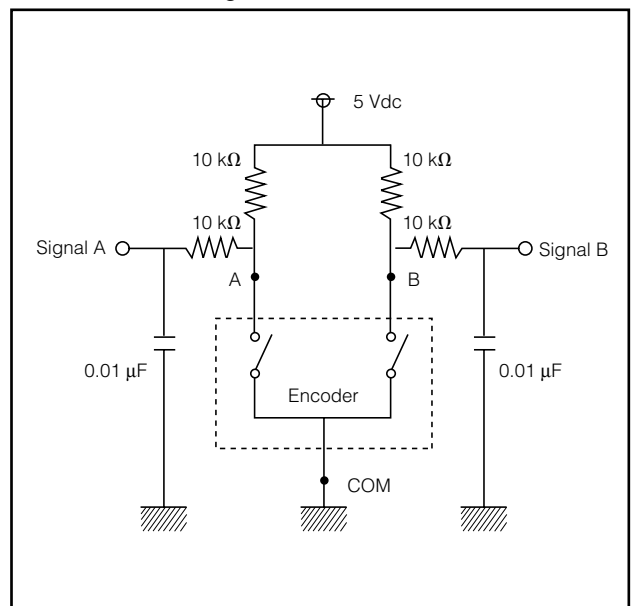 5 Vdc
10 kΩ 10 kΩ
10 kΩ 10 kΩ
Signal A Signal B
A B
0.01 μF 0.01 μF
Encoder
COM